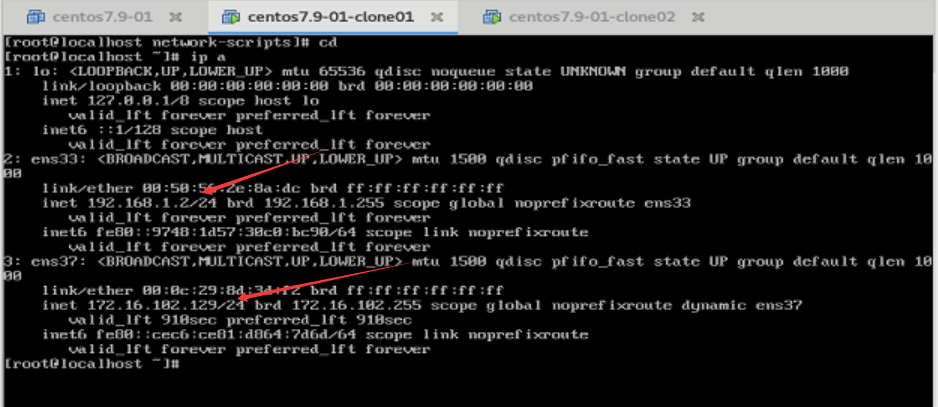 centos7.9-01 × centos7.9-01-clone01 × centos7.9-01-clone02 ×
[root@localhost network-scripts]# cd
[root@localhost ~]# ip a
1: lo: <LOOPBACK,UP,LOWER_UP> mtu 65536 qdisc noqueue state UNKNOWN group default qlen 1000
link/loopback 00:00:00:00:00:00 brd 00:00:00:00:00:00
inet 127.0.0.1/8 scope host lo
valid_lft forever preferred_lft forever
inet6 ::1/128 scope host
valid_lft forever preferred_lft forever
2: ens33: <BROADCAST,MULTICAST,UP,LOWER_UP> mtu 1500 qdisc pfifo_fast state UP group default qlen 10
00
link/ether 00:50:56:2e:8a:dc brd ff:ff:ff:ff:ff:ff
inet 192.168.1.2/24 brd 192.168.1.255 scope global noprefixroute ens33
valid_lft forever preferred_lft forever
inet6 fe80::9748:1d57:30c0:bc90/64 scope link noprefixroute
valid_lft forever preferred_lft forever
3: ens37: <BROADCAST,MULTICAST,UP,LOWER_UP> mtu 1500 qdisc pfifo_fast state UP group default qlen 10
00
link/ether 00:0c:29:8d:3d:f2 brd ff:ff:ff:ff:ff:ff
inet 172.16.102.129/24 brd 172.16.102.255 scope global noprefixroute dynamic ens37
valid_lft 910sec preferred_lft 910sec
inet6 fe80::cec6:ce81:d864:7d6d/64 scope link noprefixroute
valid_lft forever preferred_lft forever
[root@localhost ~]#